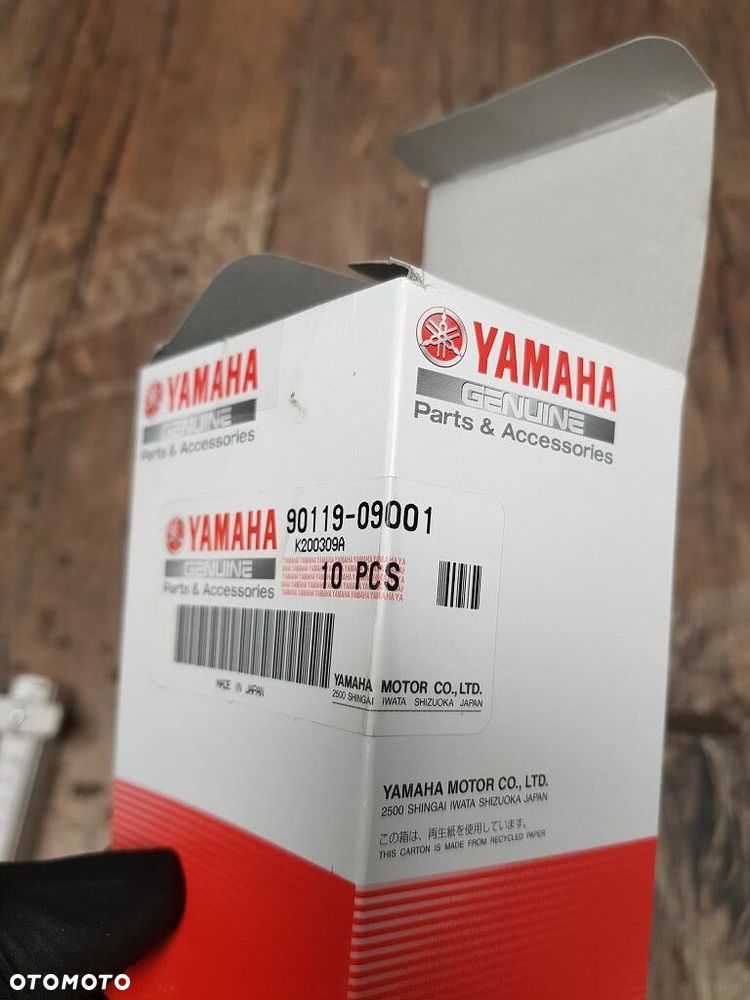 YAMAHA
GENUINE
Parts & Accessories
YAMAHA
GENUINE
Parts & Accessories
YAMAHA
GENUINE
Parts & Accessories
90119-09001
K200309A
10 PCS
MADE IN JAPAN
YAMAHA MOTOR CO., LTD.
2500 SHINGAI IWATA SHIZUOKA JAPAN
YAMAHA MOTOR CO., LTD.
2500 SHINGAI IWATA SHIZUOKA JAPAN
この箱は、再生紙を使用しています。
THIS CARTON IS MADE FROM RECYCLED PAPER
OTOMOTO